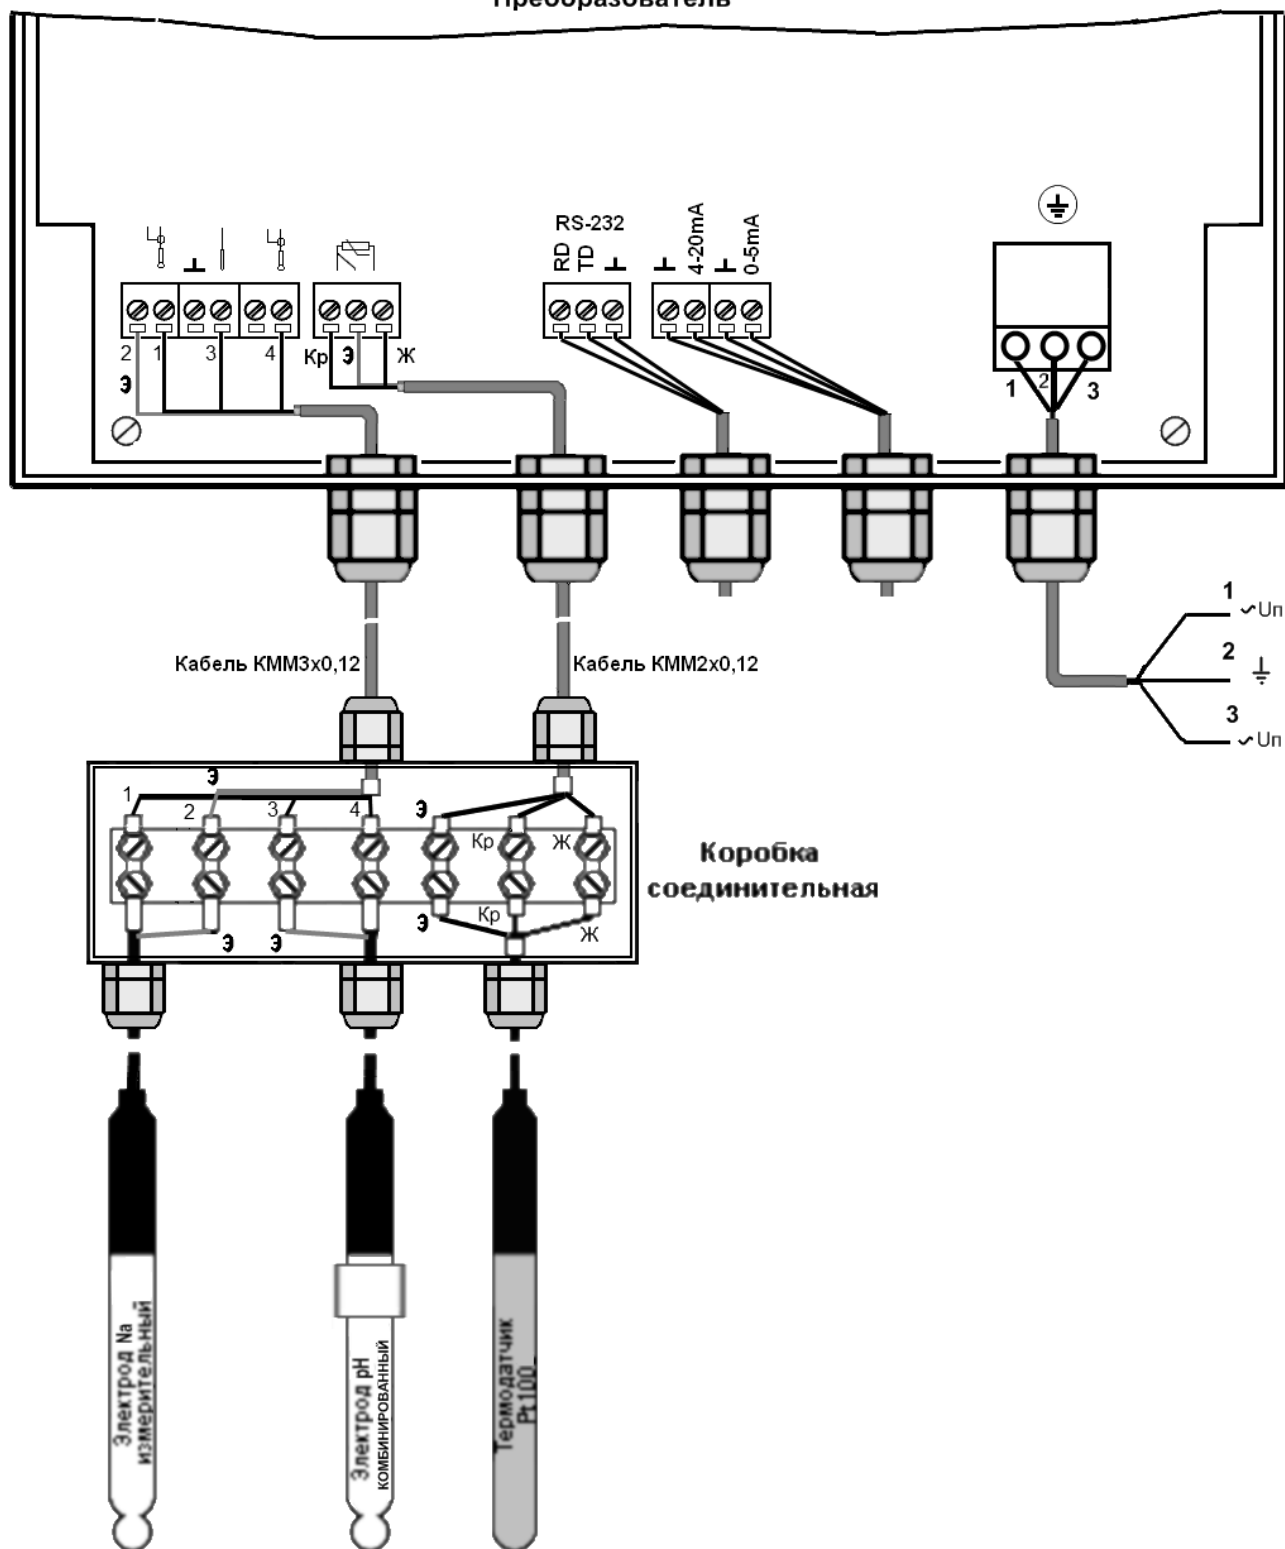 Преобразователь
RS-232
RD
TD
4-20mA
0-5mA
2 1 3 4
Э
Кр Э Ж
1 2 3
Кабель КММ3х0,12
Кабель КММ2х0,12
1
~Uп
2
3
~Uп
Э
1 2 3 4 Э
Кр Ж
Коробка
соединительная
Э Э Э Кр Ж
Электрод Na
измерительный
Электрод pH
КОМБИНИРОВАННЫЙ
Термодатчик
Pt100